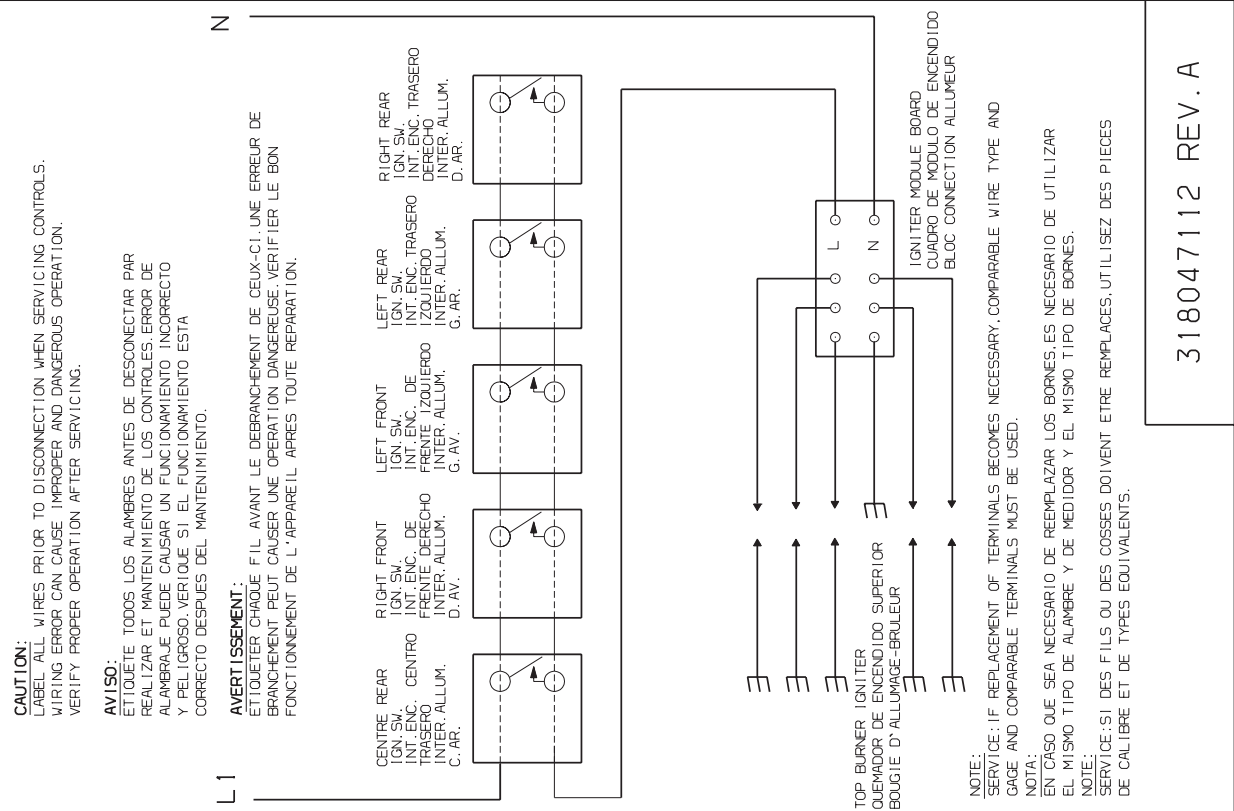 CAUTION:
LABEL ALL WIRES PRIOR TO DISCONNECTION WHEN SERVICING CONTROLS.
WIRING ERROR CAN CAUSE IMPROPER AND DANGEROUS OPERATION.
VERIFY PROPER OPERATION AFTER SERVICING.
AVISO:
ETIQUETE TODOS LOS ALAMBRES ANTES DE DESCONECTAR PAR
REALIZAR ET MANTENIMIENTO DE LOS CONTROLES.ERROR DE
ALAMBRAJE PUEDE CAUSAR UN FUNCIONAMIENTO INCORRECTO
Y PELIGROSO.VERIQUE SI EL FUNCIONAMIENTO ESTA
CORRECTO DESPUES DEL MANTENIMIENTO.
AVERTISSEMENT:
ETIQUETER CHAQUE FIL AVANT LE DEBRANCHEMENT DE CEUX-CI.UNE ERREUR DE
BRANCHEMENT PEUT CAUSER UNE OPERATION DANGEREUSE.VERIFIER LE BON
FONCTIONNEMENT DE L'APPAREIL APRES TOUTE REPARATION.
L1
N
CENTRE REAR
IGN. SW.
INT. ENC. CENTRO
TRASERO
INTER. ALLUM.
C. AR.
RIGHT FRONT
IGN. SW.
INT. ENC. DE
FRENTE DERECHO
INTER. ALLUM.
D. AV.
LEFT FRONT
IGN. SW.
INT. ENC. DE
FRENTE IZQUIERDO
INTER. ALLUM.
G. AV.
LEFT REAR
IGN. SW.
INT. ENC. TRASERO
IZQUIERDO
INTER. ALLUM.
G. AR.
RIGHT REAR
IGN. SW.
INT. ENC. TRASERO
DERECHO
INTER. ALLUM.
D. AR.
L
N
IGNITER MODULE BOARD
CUADRO DE MODULO DE ENCENDIDO
BLOC CONNECTION ALLUMEUR
TOP BURNER IGNITER
QUEMADOR DE ENCENDIDO SUPERIOR
BOUGIE D'ALLUMAGE-BRULEUR
NOTE:
SERVICE:IF REPLACEMENT OF TERMINALS BECOMES NECESSARY,COMPARABLE WIRE TYPE AND
GAGE AND COMPARABLE TERMINALS MUST BE USED.
NOTA:
EN CASO QUE SEA NECESARIO DE REEMPLAZAR LOS BORNES,ES NECESARIO DE UTILIZAR
EL MISMO TIPO DE ALAMBRE Y DE MEDIDOR Y EL MISMO TIPO DE BORNES.
NOTE:
SERVICE:SI DES FILS OU DES COSSES DOIVENT ETRE REMPLACES,UTILISEZ DES PIECES
DE CALIBRE ET DE TYPES EQUIVALENTS.
318047112 REV. A